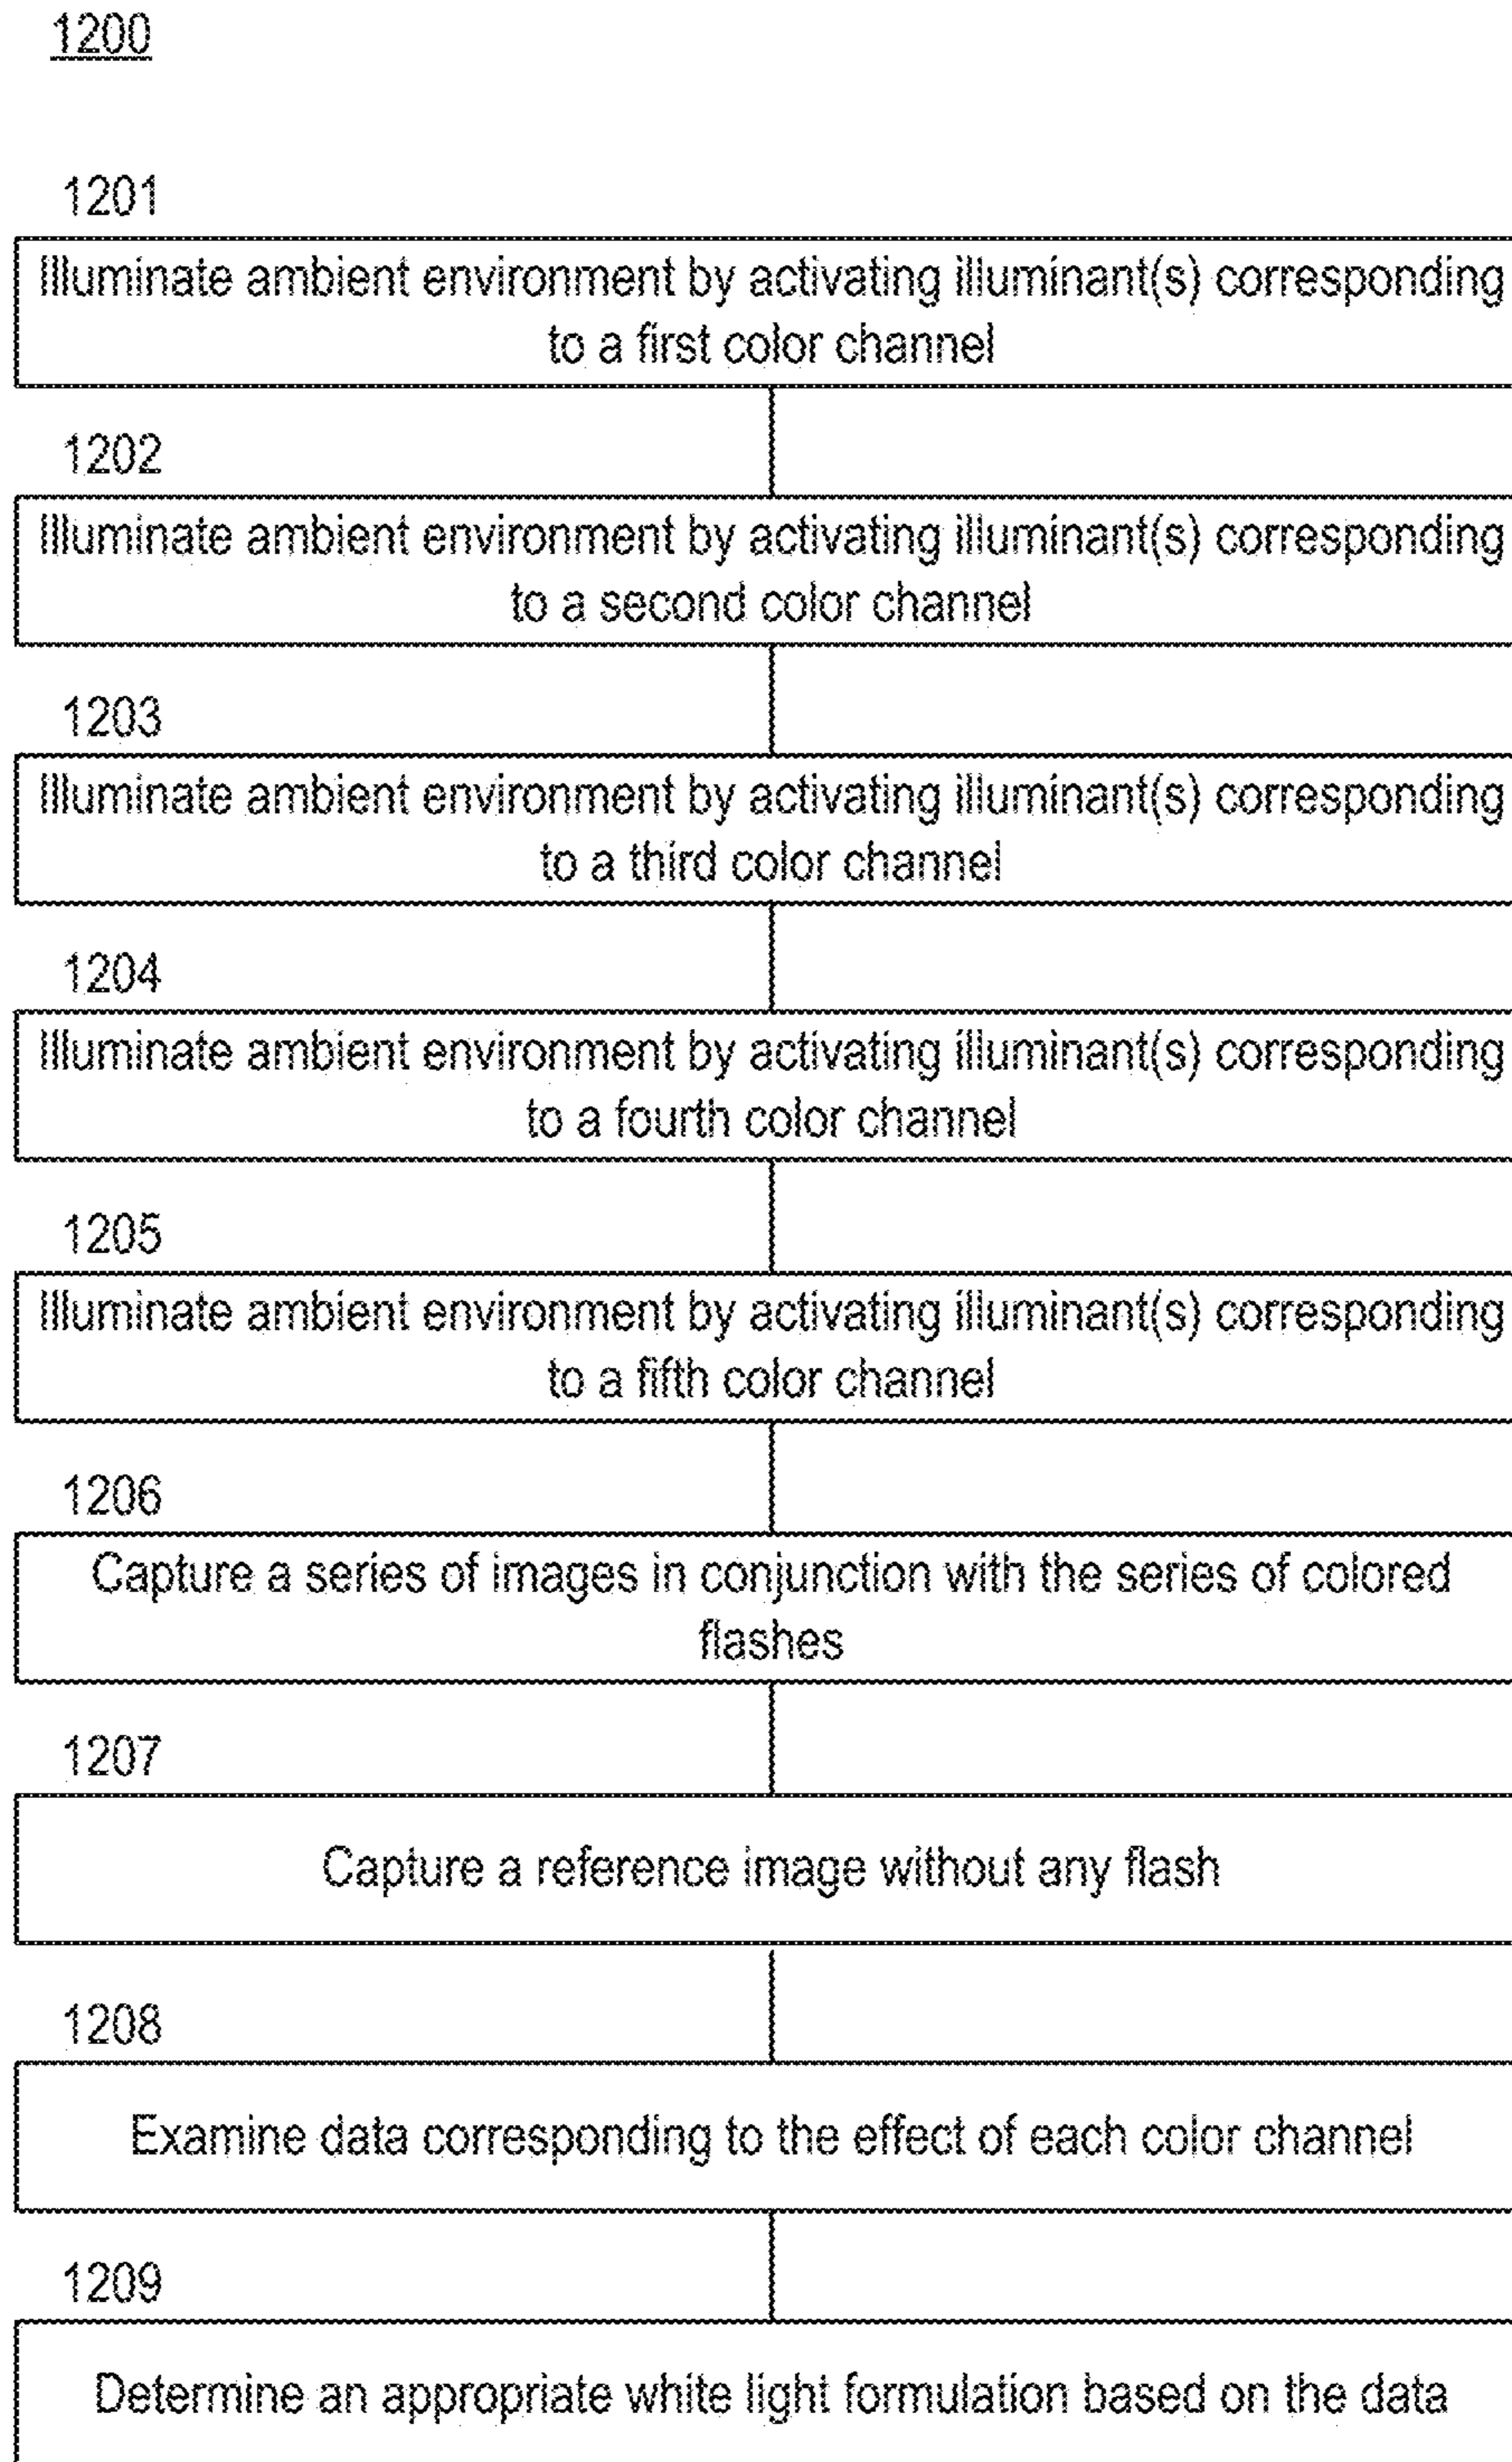 1200
1201
Illuminate ambient environment by activating illuminant(s) corresponding
to a first color channel
1202
Illuminate ambient environment by activating illuminant(s) corresponding
to a second color channel
1203
Illuminate ambient environment by activating illuminant(s) corresponding
to a third color channel
1204
Illuminate ambient environment by activating illuminant(s) corresponding
to a fourth color channel
1205
Illuminate ambient environment by activating illuminant(s) corresponding
to a fifth color channel
1206
Capture a series of images in conjunction with the series of colored
flashes
1207
Capture a reference image without any flash
1208
Examine data corresponding to the effect of each color channel
1209
Determine an appropriate white light formulation based on the data